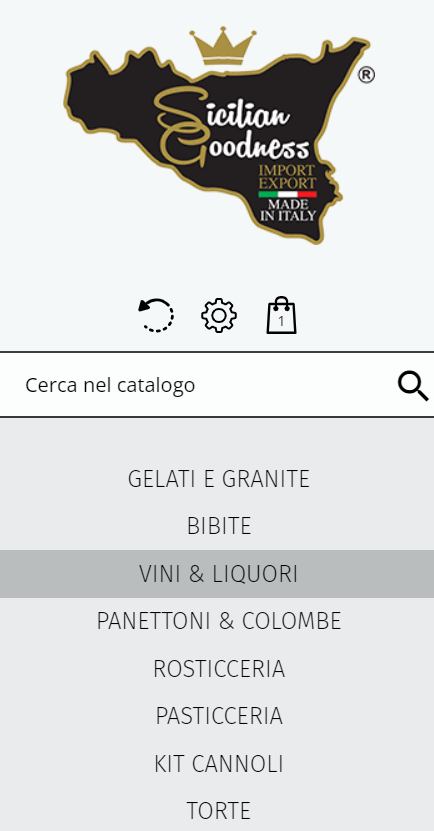 Sicilian
Goodness
®
IMPORT
EXPORT
MADE
IN ITALY
1
Cerca nel catalogo
GELATI E GRANITE
BIBITE
VINI & LIQUORI
PANETTONI & COLOMBE
ROSTICCERIA
PASTICCERIA
KIT CANNOLI
TORTE